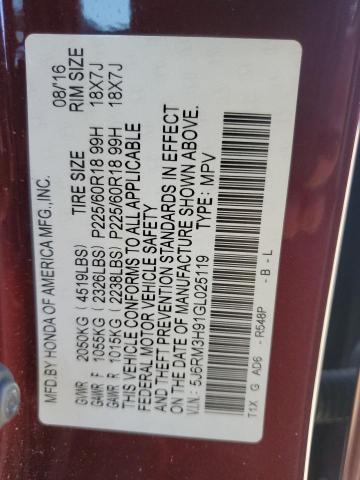 MFD.BY HONDA OF AMERICA MFG.,INC. 08/16
TIRE SIZE RIM SIZE
GVWR 2050KG (4519LBS)
GAWR F 1055KG (2326LBS) P225/60R18 99H 18X7J
GAWR R 1015KG (2238LBS) P225/60R18 99H 18X7J
THIS VEHICLE CONFORMS TO ALL APPLICABLE
FEDERAL MOTOR VEHICLE SAFETY
AND THEFT PREVENTION STANDARDS IN EFFECT
ON THE DATE OF MANUFACTURE SHOWN ABOVE.
V.I.N.: 5J6RM3H91GL025119 TYPE: MPV
T1X G AD6 - R548P - B - L